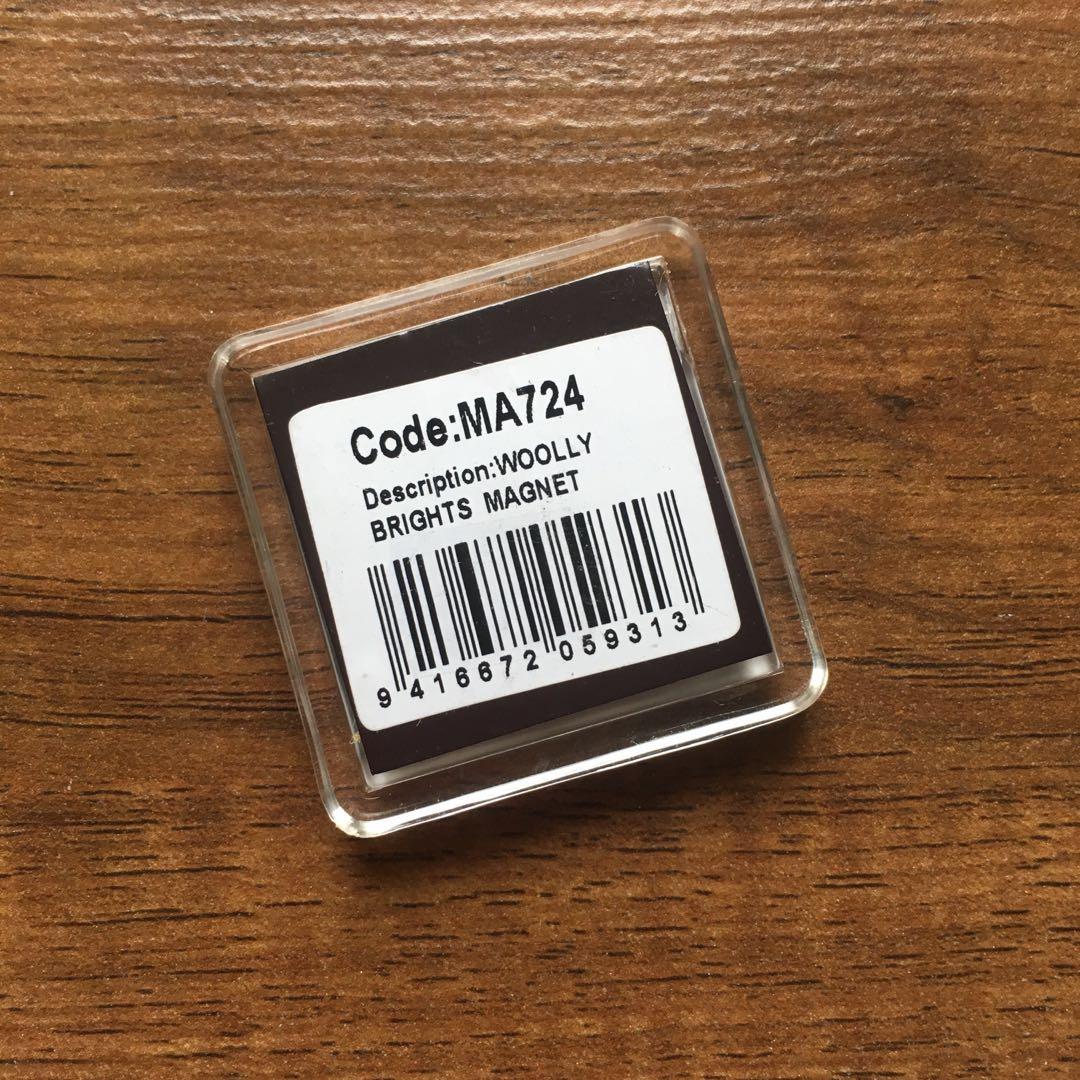 Code:MA724
Description:WOOLLY
BRIGHTS MAGNET
9 416672 059313